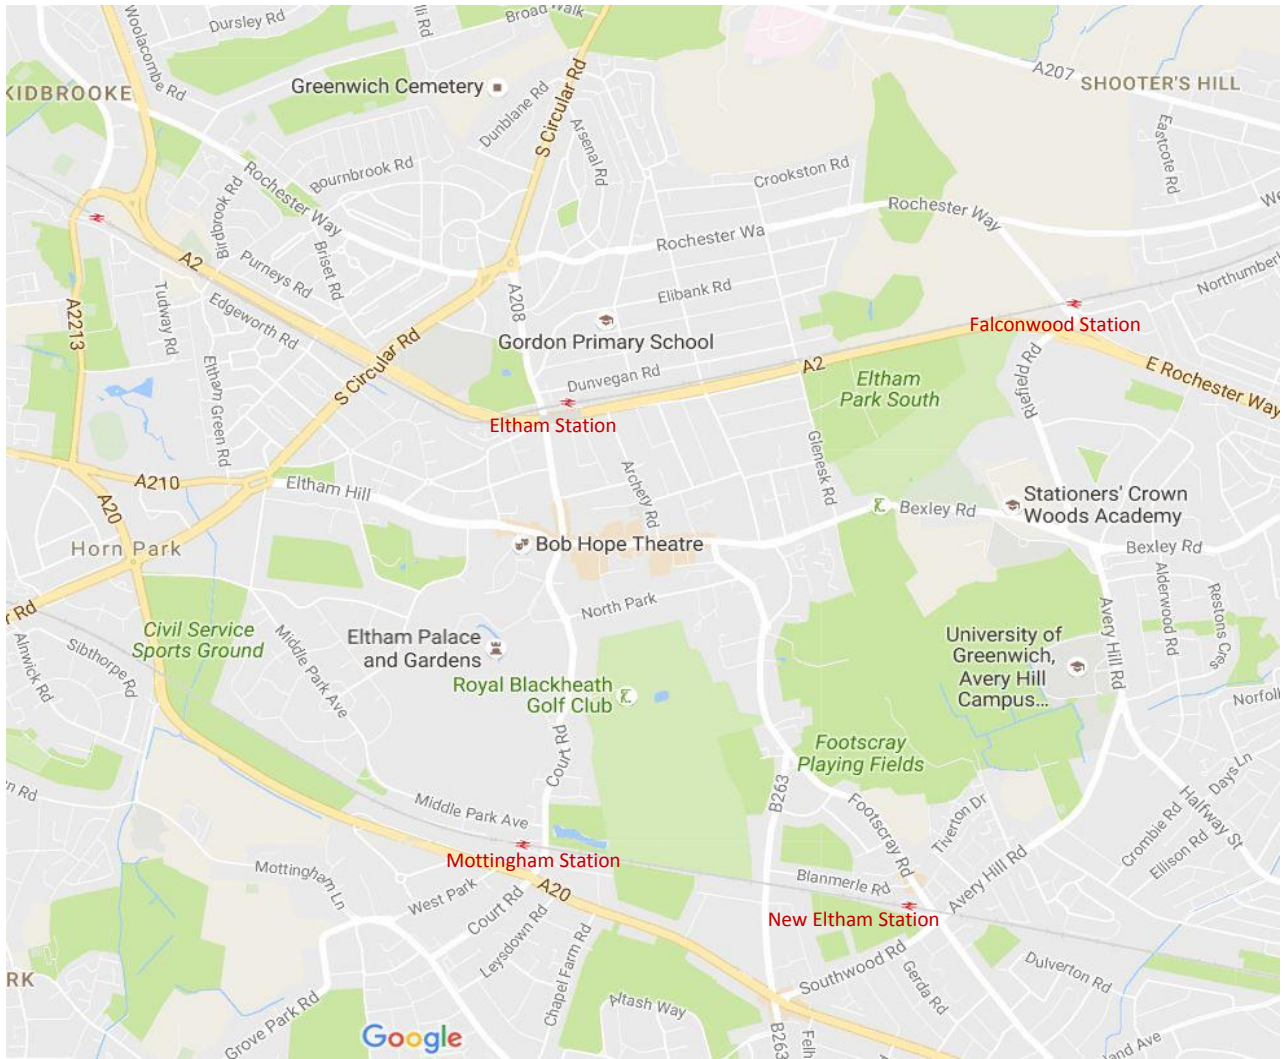 Dursley Rd
Broad Walk
Woolacombe Rd
A207
SHOOTER'S HILL
KIDBROOKE
Greenwich Cemetery
Dunblane Rd
S Circular Rd
Arsenal Rd
Eastcote Rd
Bournbrook Rd
Rochester Way
Birdbrook Rd
Crookston Rd
Rochester Way
Rochester Wa
Briset Rd
Purneys Rd
A2
Tudway Rd
Edgeworth Rd
A2213
A208
Elibank Rd
Northumberl
Falconwood Station
Gordon Primary School
S Circular Rd
Eltham Green Rd
Dunvegan Rd
A2
Riefield Rd
E Rochester Way
Eltham
Park South
Eltham Station
Glenesk Rd
Archery Rd
A210
Eltham Hill
A20
Bexley Rd
Stationers' Crown
Woods Academy
Horn Park
Bob Hope Theatre
Bexley Rd
Alderwood Rd
Restons Cres
r Rd
North Park
Avery Hill Rd
Civil Service
Sports Ground
Middle Park Ave
Eltham Palace
and Gardens
University of
Greenwich,
Avery Hill
Campus...
Alnwick Rd
Sibthorpe Rd
Royal Blackheath
Golf Club
Norfolk
Court Rd
Footscray
Playing Fields
B263
Days Ln
Halfway St
Middle Park Ave
Footscray Rd
Tiverton Dr
Crombie Rd
Ellison Rd
rn Rd
Mottingham Station
Mottingham Ln
West Park
A20
Blanmerle Rd
Avery Hill Rd
Court Rd
New Eltham Station
Leysdown Rd
Chapel Farm Rd
Southwood Rd
Gerda Rd
Dulverton Rd
RK
Altash Way
Grove Park Rd
Google
B263
Felh
and Ave